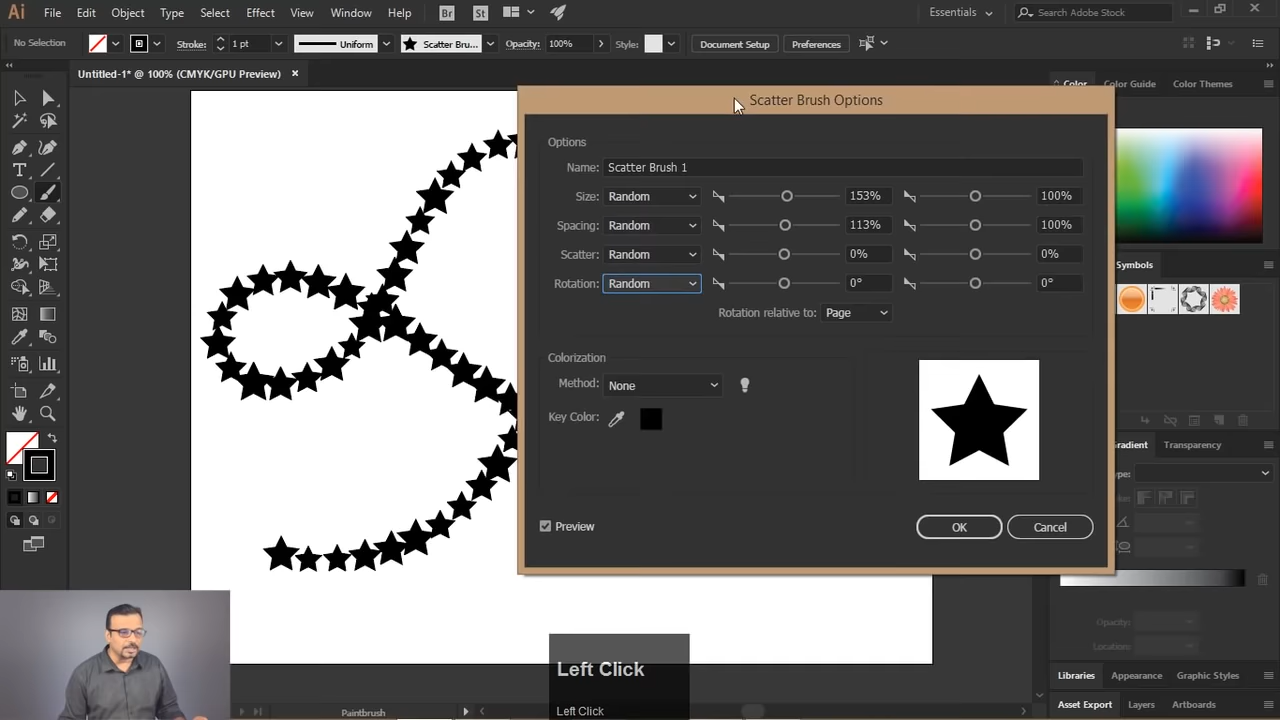 Ai File Edit Object Type Select Effect View Window Help Br St Essentials Search Adobe Stock
No Selection Stroke: 1 pt Uniform Scatter Bru... Opacity: 100% Style: Document Setup Preferences
Untitled-1* @ 100% (CMYK/GPU Preview) ×
Color Color Guide Color Themes
Scatter Brush Options
Options
Name: Scatter Brush 1
Size: Random 153% 100%
Spacing: Random 113% 100%
Scatter: Random 0% 0%
Rotation: Random 0° 0°
Rotation relative to: Page
Symbols
Colorization
Method: None
Key Color:
Preview
OK Cancel
Transparency
Opacity:
Location:
Libraries Appearance Graphic Styles
Asset Export Layers Artboards
Left Click
Left Click
Paintbrush